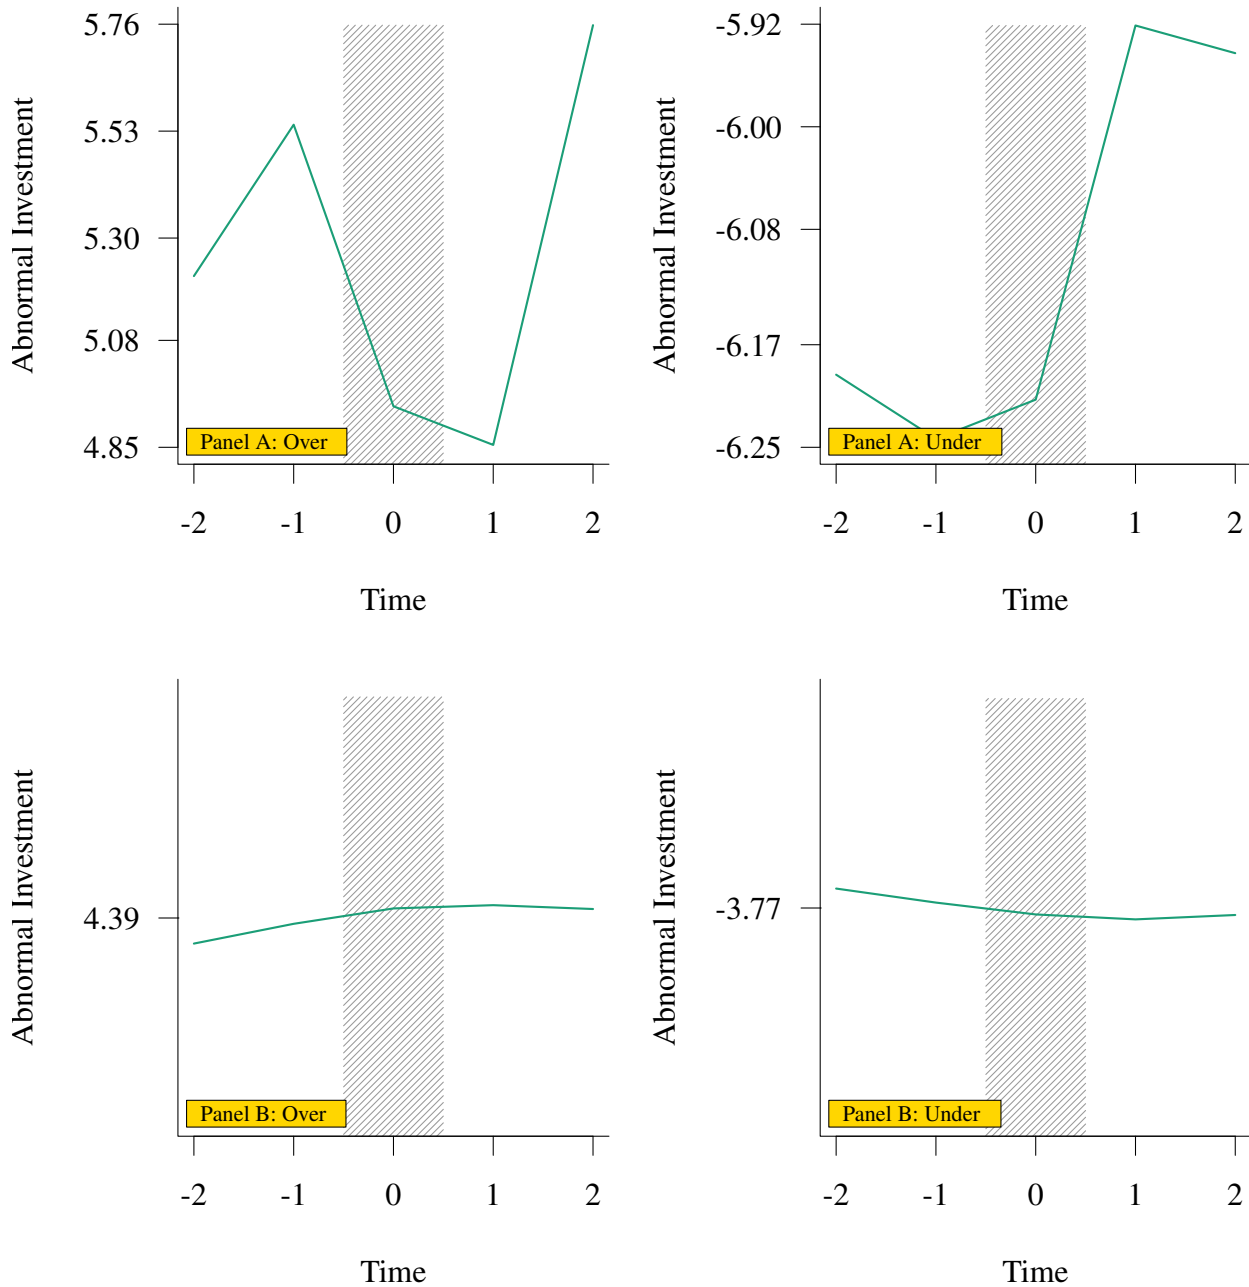 Abnormal Investment
5.76
5.53
5.30
5.08
4.85
Panel A: Over
-2 -1 0 1 2
Time
Abnormal Investment
-5.92
-6.00
-6.08
-6.17
-6.25
Panel A: Under
-2 -1 0 1 2
Time
Abnormal Investment
4.39
Panel B: Over
-2 -1 0 1 2
Time
Abnormal Investment
-3.77
Panel B: Under
-2 -1 0 1 2
Time